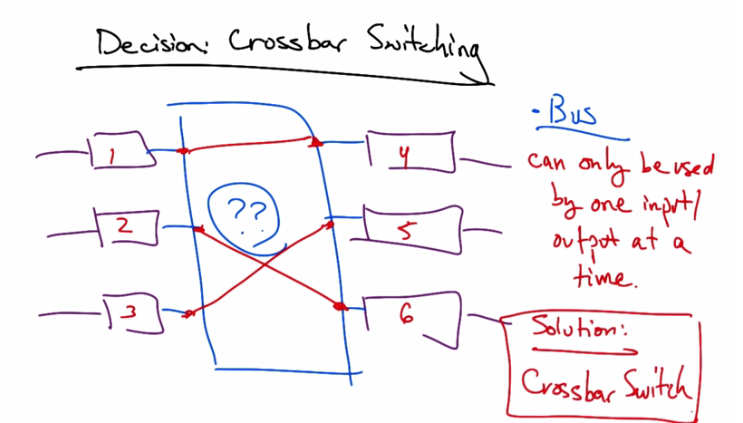 Decision: Crossbar Switching
- Bus
can only be used
by one input/
output at a
time.
1
4
2
??
5
3
6
Solution:
Crossbar Switch